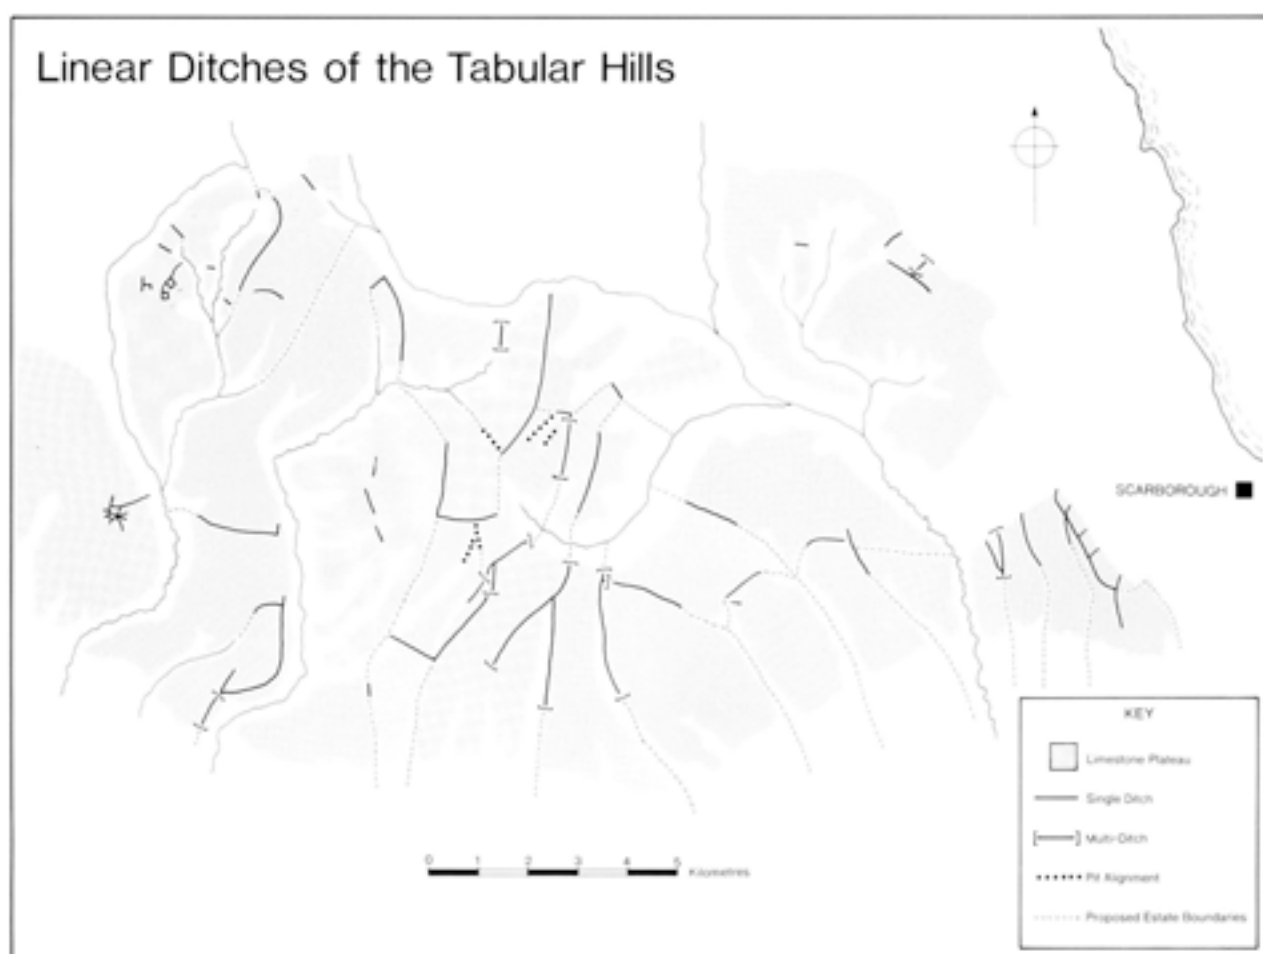 Linear Ditches of the Tabular Hills
SCARBOROUGH
KEY
Limestone Plateau
Single Ditch
Multi-Ditch
Pit Alignment
Proposed Estate Boundaries
0 1 2 3 4 5
Kilometres